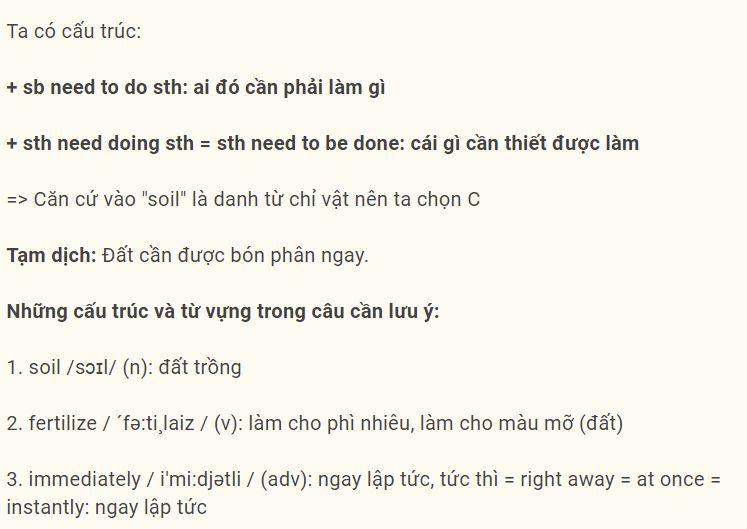 Ta có cấu trúc:
+ sb need to do sth: ai đó cần phải làm gì
+ sth need doing sth = sth need to be done: cái gì cần thiết được làm
=> Căn cứ vào "soil" là danh từ chỉ vật nên ta chọn C
Tạm dịch: Đất cần được bón phân ngay.
Những cấu trúc và từ vựng trong câu cần lưu ý:
1. soil /sɔɪl/ (n): đất trồng
2. fertilize / ´fə:ti¸laiz / (v): làm cho phì nhiêu, làm cho màu mỡ (đất)
3. immediately / i'mi:djətli / (adv): ngay lập tức, tức thì = right away = at once =
instantly: ngay lập tức